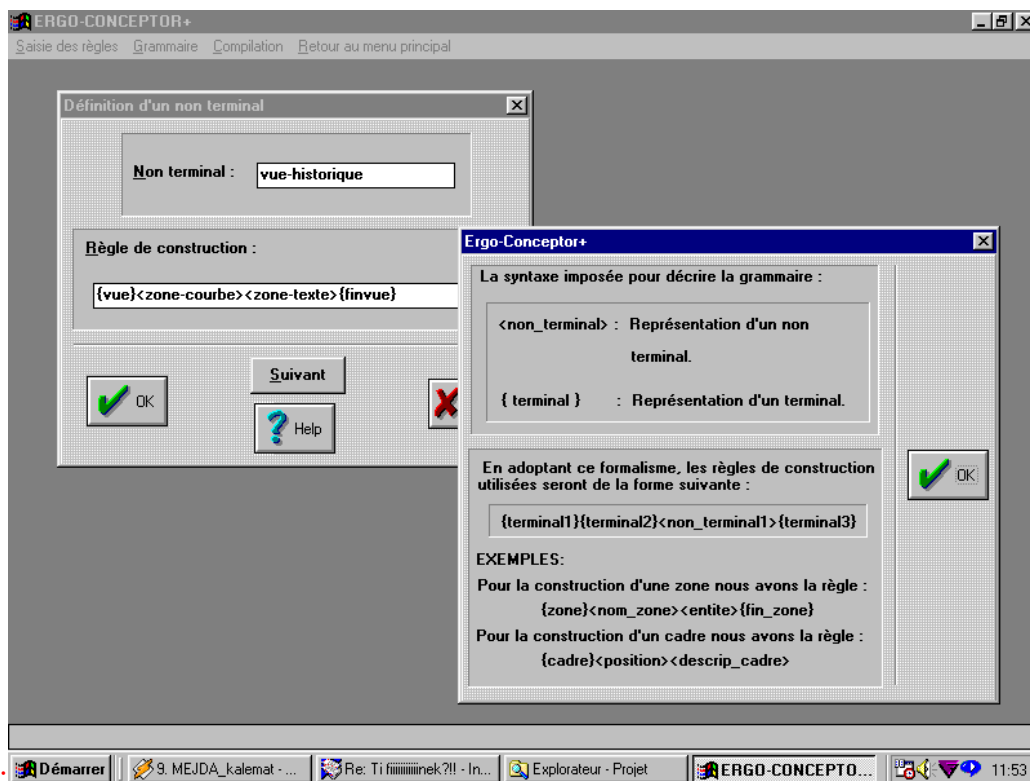 ERGO-CONCEPTOR+
Saisie des règles Grammaire Compilation Retour au menu principal
Définition d'un non terminal
Non terminal : vue-historique
Règle de construction :
{vue}<zone-courbe><zone-texte>{finvue}
OK
Suivant
Help
Ergo-Conceptor+
La syntaxe imposée pour décrire la grammaire :
<non_terminal> : Représentation d'un non
terminal.
{ terminal } : Représentation d'un terminal.
En adoptant ce formalisme, les règles de construction
utilisées seront de la forme suivante :
{terminal1}{terminal2}<non_terminal1>{terminal3}
EXEMPLES:
Pour la construction d'une zone nous avons la règle :
{zone}<nom_zone><entite>{fin_zone}
Pour la construction d'un cadre nous avons la règle :
{cadre}<position><descrip_cadre>
OK
Démarrer 9. MEJDA_kalemat - ... Explorateur - Projet ERGO-CONCEPTO... 11:53